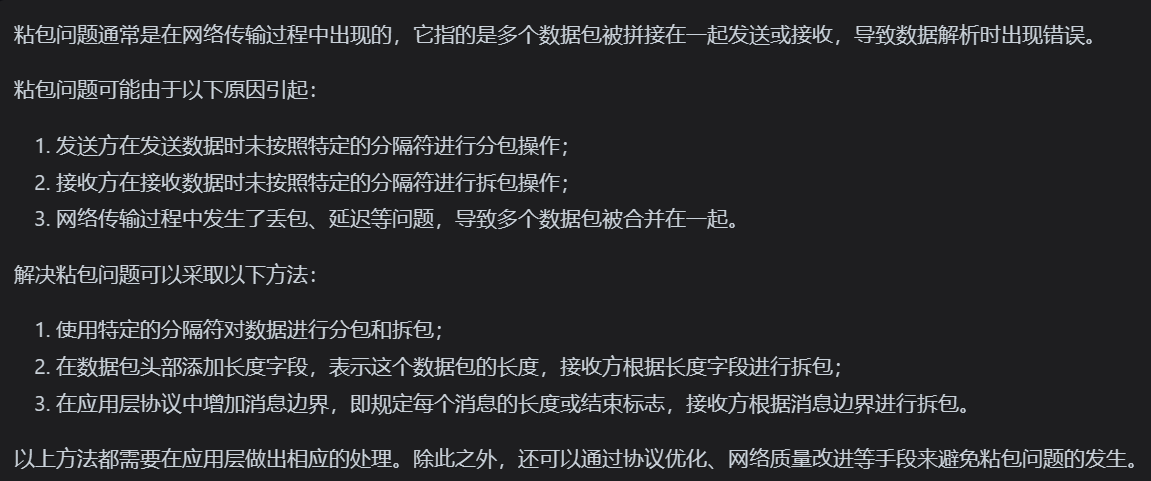 粘包问题通常是在网络传输过程中出现的，它指的是多个数据包被拼接在一起发送或接收，导致数据解析时出现错误。
粘包问题可能由于以下原因引起：
1. 发送方在发送数据时未按照特定的分隔符进行分包操作；
2. 接收方在接收数据时未按照特定的分隔符进行拆包操作；
3. 网络传输过程中发生了丢包、延迟等问题，导致多个数据包被合并在一起。
解决粘包问题可以采取以下方法：
1. 使用特定的分隔符对数据进行分包和拆包；
2. 在数据包头部添加长度字段，表示这个数据包的长度，接收方根据长度字段进行拆包；
3. 在应用层协议中增加消息边界，即规定每个消息的长度或结束标志，接收方根据消息边界进行拆包。
以上方法都需要在应用层做出相应的处理。除此之外，还可以通过协议优化、网络质量改进等手段来避免粘包问题的发生。